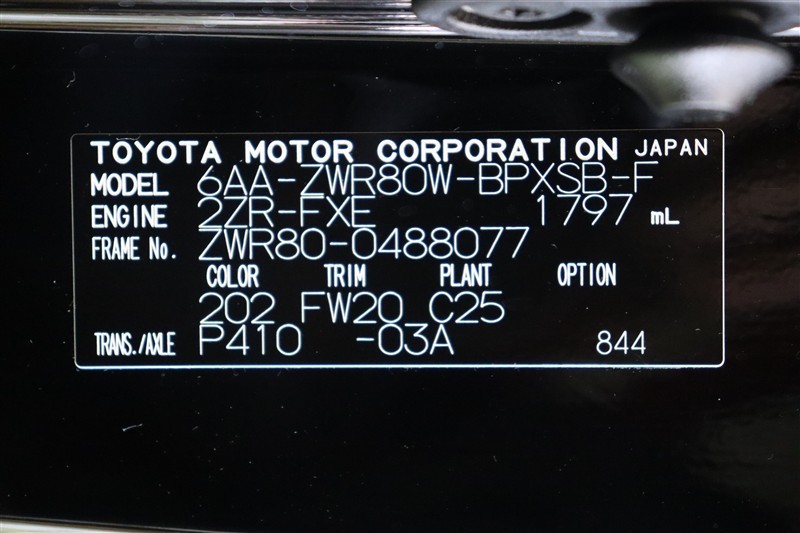 TOYOTA MOTOR CORPORATION JAPAN
MODEL 6AA-ZWR80W-BPXSB-F
ENGINE 2ZR-FXE 1797 mL
FRAME No. ZWR80-0488077
COLOR TRIM PLANT OPTION
202 FW20 C25
TRANS./AXLE P410 -03A 844